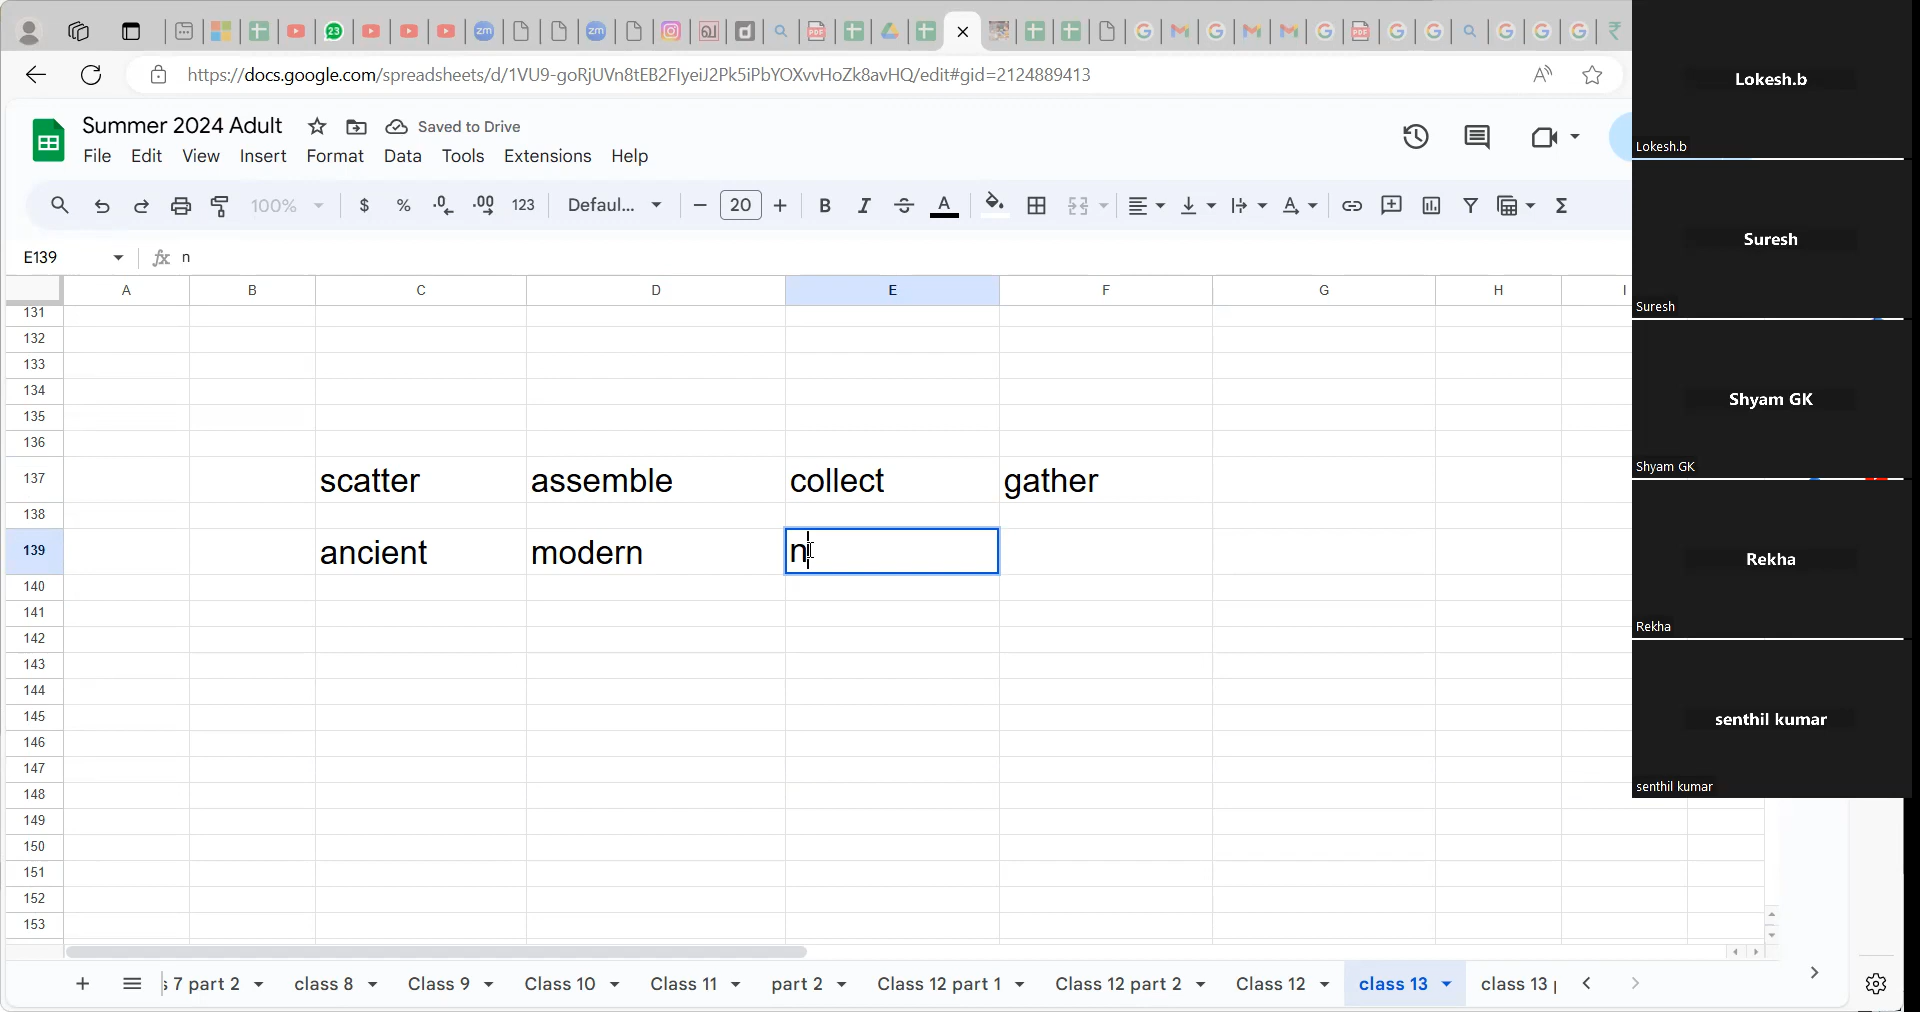 23
https://docs.google.com/spreadsheets/d/1VU9-goRjUVn8tEB2FIyeiJ2Pk5iPbYOXvvHoZk8avHQ/edit#gid=2124889413
Summer 2024 Adult Saved to Drive
File Edit View Insert Format Data Tools Extensions Help
100% $ % .0 .00 123 Defaul... 20 B I S A
E139 fx n
A B C D E F G H I
131
132
133
134
135
136
137 scatter assemble collect gather
138
139 ancient modern n
140
141
142
143
144
145
146
147
148
149
150
151
152
153
7 part 2 class 8 Class 9 Class 10 Class 11 part 2 Class 12 part 1 Class 12 part 2 Class 12 class 13 class 13
Lokesh.b
Lokesh.b
Suresh
Suresh
Shyam GK
Shyam GK
Rekha
Rekha
senthil kumar
senthil kumar